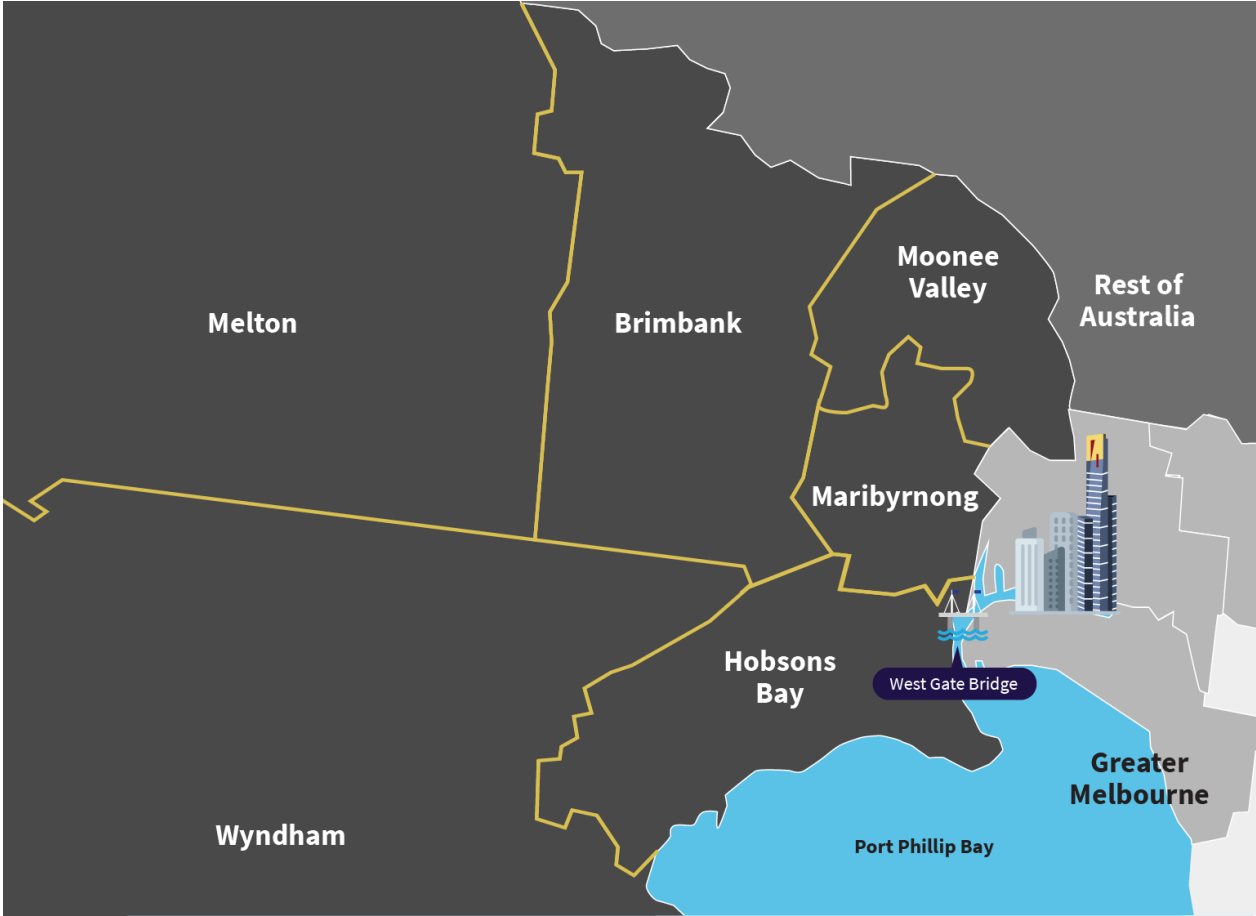 Moonee
Valley
Rest of
Australia
Melton
Brimbank
Maribyrnong
Hobsons
Bay
West Gate Bridge
Greater
Melbourne
Wyndham
Port Phillip Bay